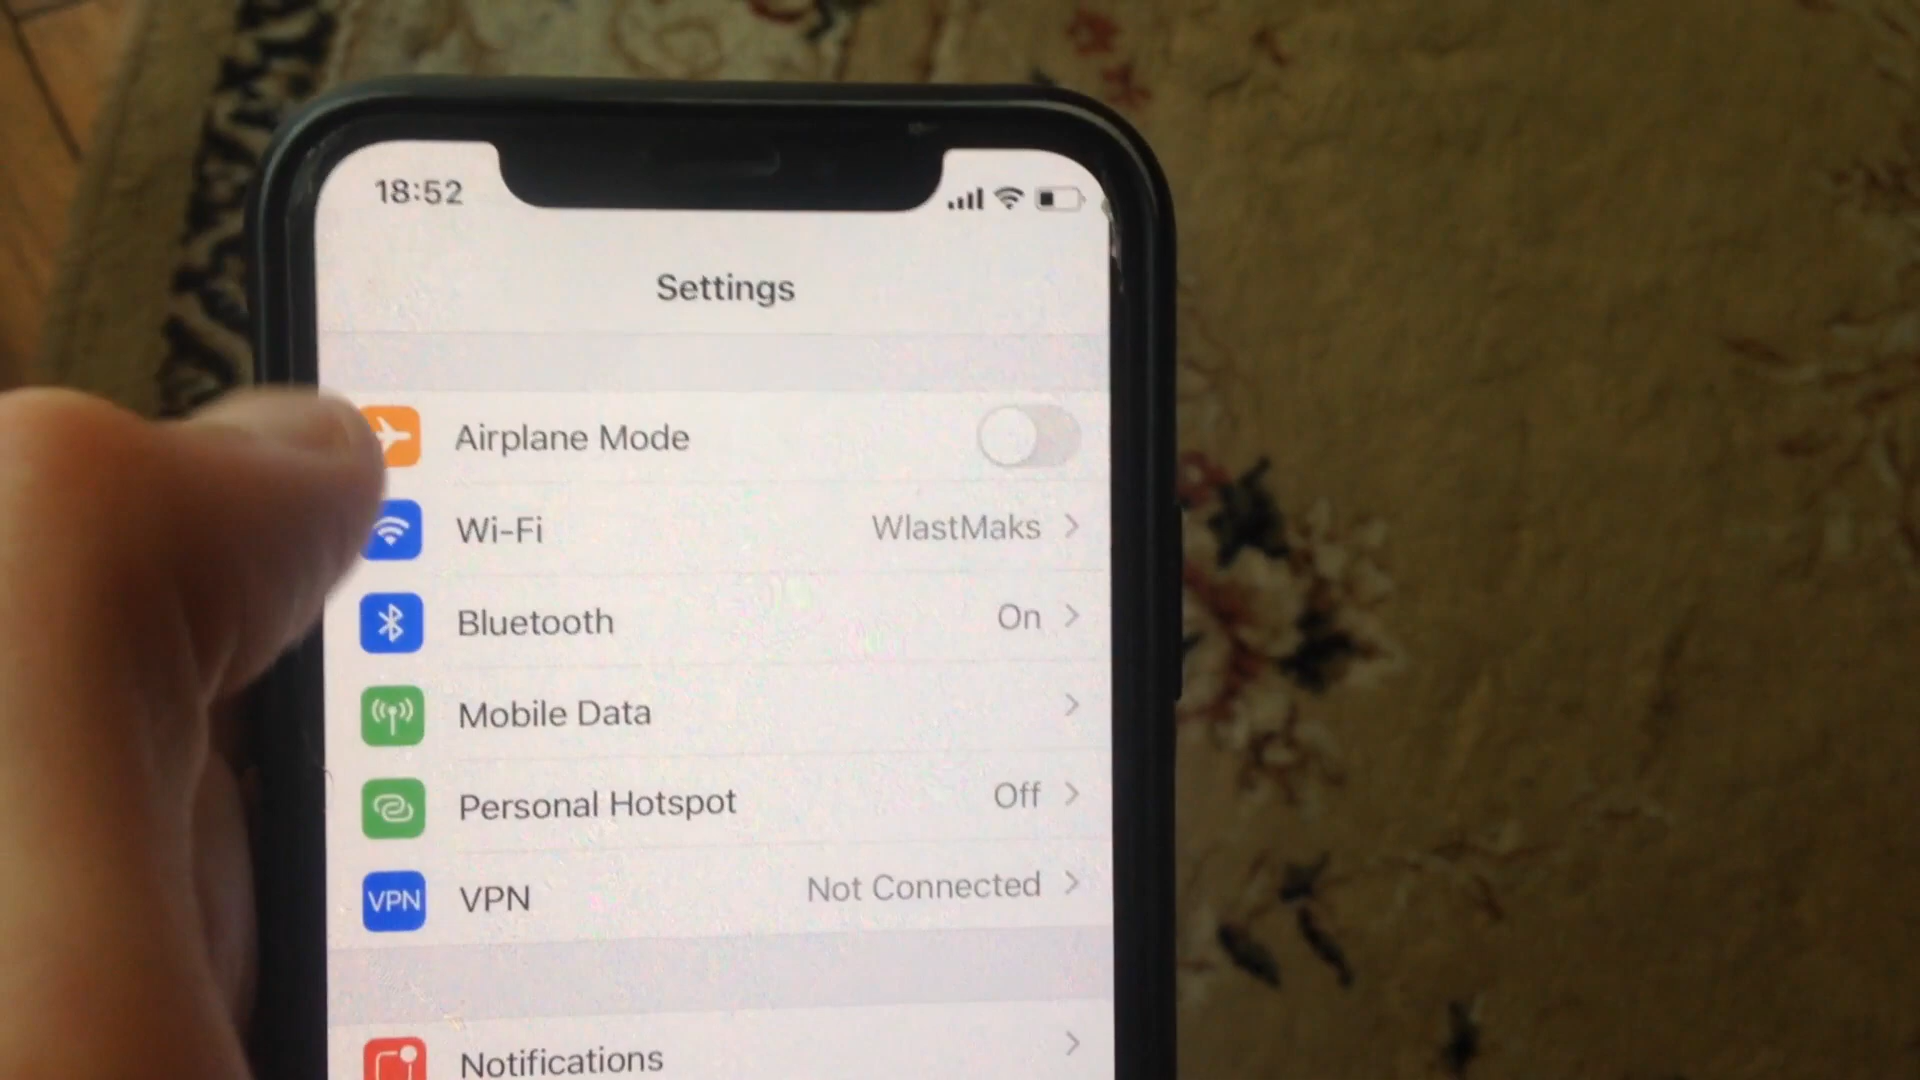 18:52
Settings
Airplane Mode
Wi-Fi WlastMaks
Bluetooth On
Mobile Data
Personal Hotspot Off
VPN VPN Not Connected
Notifications